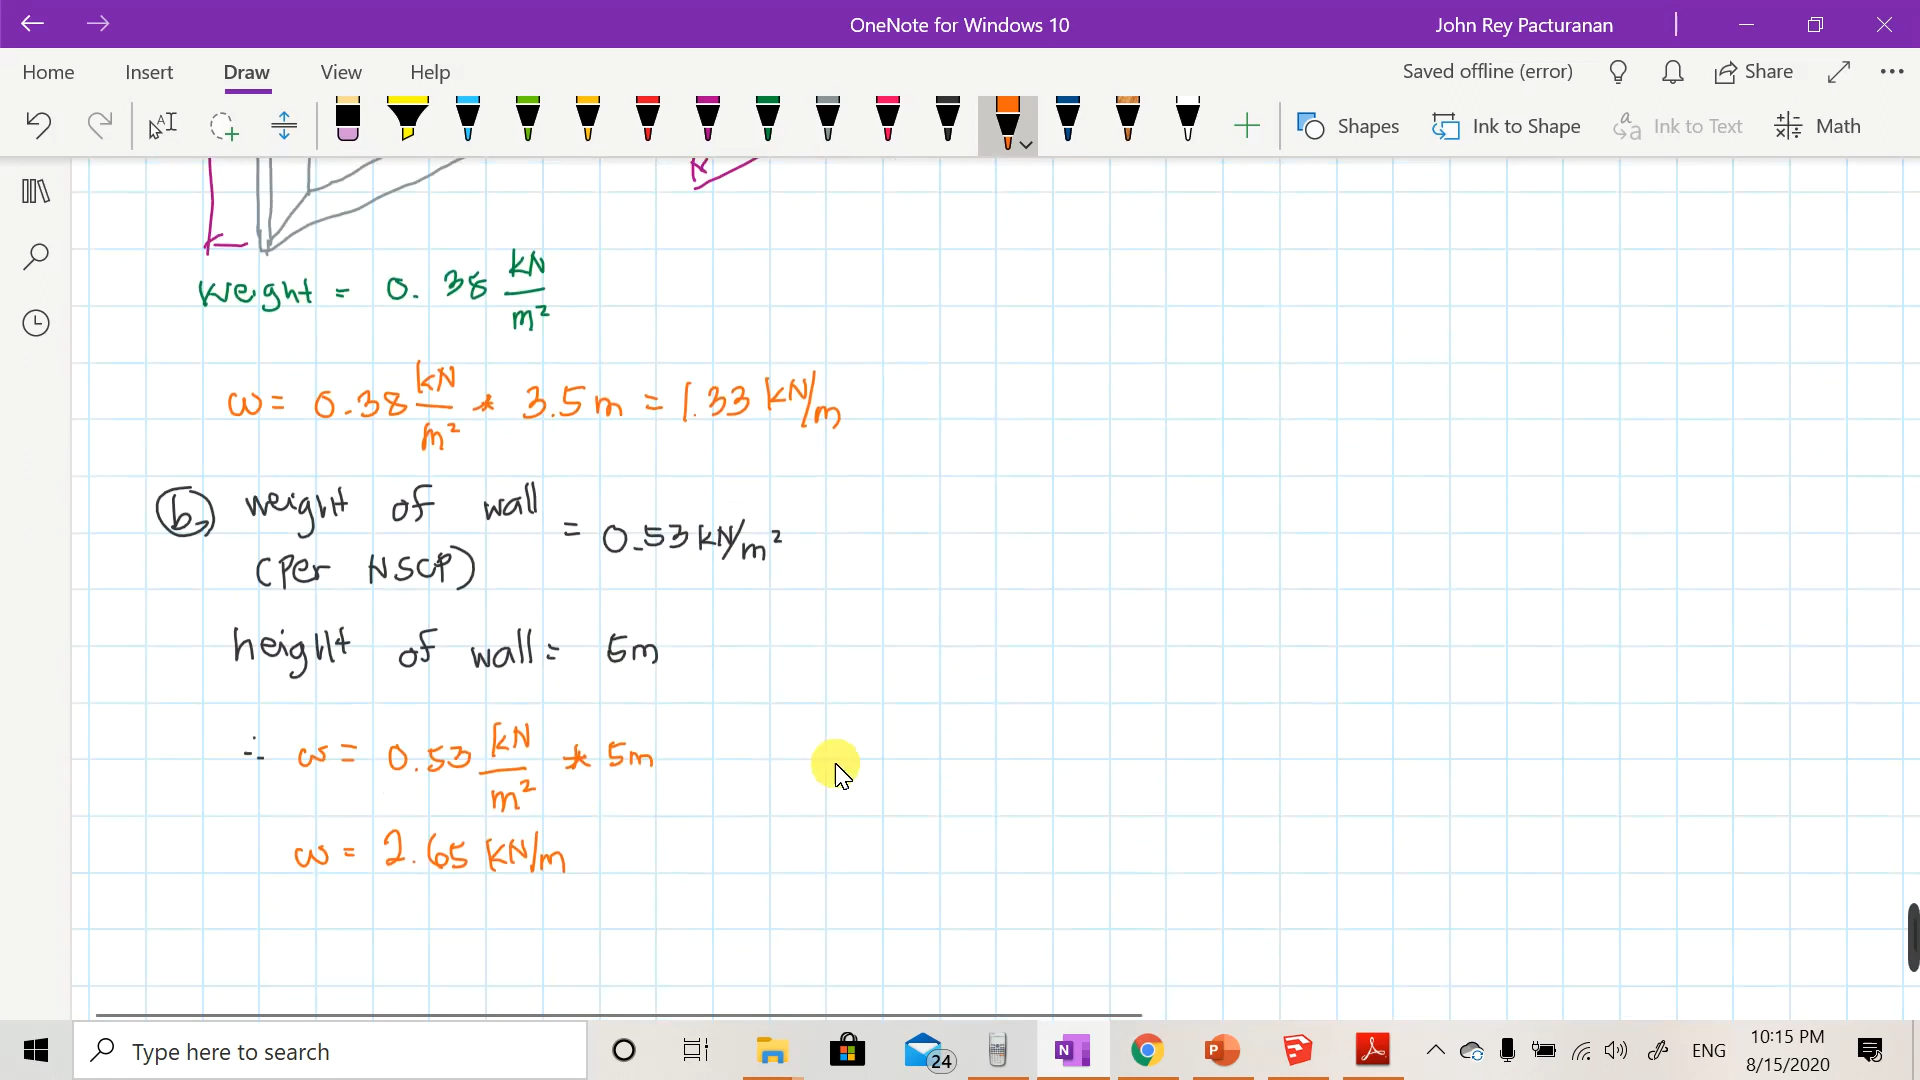 OneNote for Windows 10
John Rey Pacturanan
Home Insert Draw View Help
Saved offline (error)
Share
Shapes
Ink to Shape
Ink to Text
Math
N
weight = 0.38 kN/m²
ω = 0.38 kN/m² * 3.5m = 1.33 kN/m
b, weight of wall (Per NSCP) = 0.53 kN/m²
height of wall = 5m
∴ ω = 0.53 kN/m² * 5m
ω = 2.65 KN/m
Type here to search
24
ENG
10:15 PM
8/15/2020